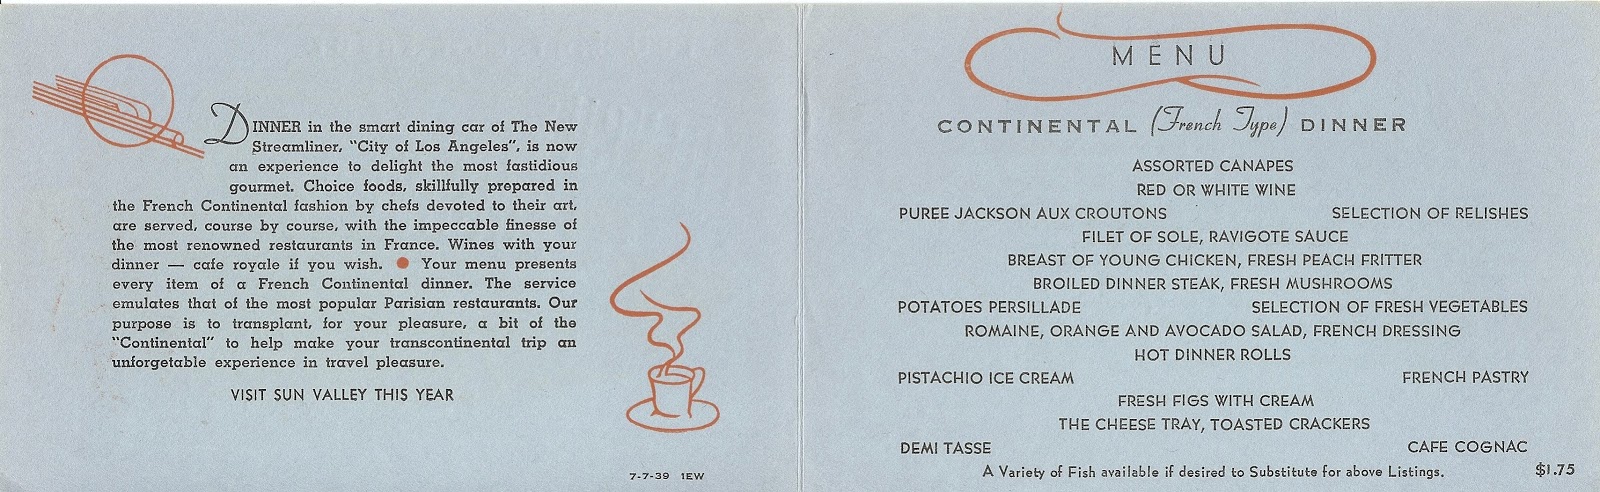 DINNER in the smart dining car of The New
Streamliner, "City of Los Angeles", is now
an experience to delight the most fastidious
gourmet. Choice foods, skillfully prepared in
the French Continental fashion by chefs devoted to their art,
are served, course by course, with the impeccable finesse of
the most renowned restaurants in France. Wines with your
dinner — cafe royale if you wish. ● Your menu presents
every item of a French Continental dinner. The service
emulates that of the most popular Parisian restaurants. Our
purpose is to transplant, for your pleasure, a bit of the
"Continental" to help make your transcontinental trip an
unforgetable experience in travel pleasure.
VISIT SUN VALLEY THIS YEAR
7-7-39 1EW
MENU
CONTINENTAL (French Type) DINNER
ASSORTED CANAPES
RED OR WHITE WINE
PUREE JACKSON AUX CROUTONS SELECTION OF RELISHES
FILET OF SOLE, RAVIGOTE SAUCE
BREAST OF YOUNG CHICKEN, FRESH PEACH FRITTER
BROILED DINNER STEAK, FRESH MUSHROOMS
POTATOES PERSILLADE SELECTION OF FRESH VEGETABLES
ROMAINE, ORANGE AND AVOCADO SALAD, FRENCH DRESSING
HOT DINNER ROLLS
PISTACHIO ICE CREAM FRENCH PASTRY
FRESH FIGS WITH CREAM
THE CHEESE TRAY, TOASTED CRACKERS
DEMI TASSE CAFE COGNAC
A Variety of Fish available if desired to Substitute for above Listings. $1.75